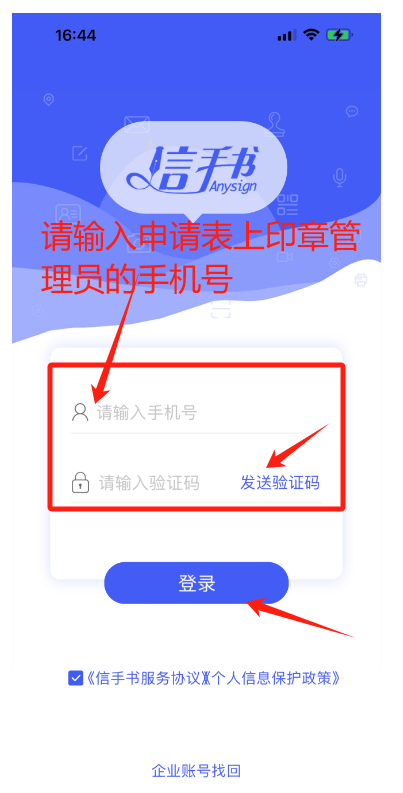 16:44
信手书
Anysign
请输入申请表上印章管
理员的手机号
请输入手机号
请输入验证码 发送验证码
登录
《信手书服务协议》《个人信息保护政策》
企业账号找回